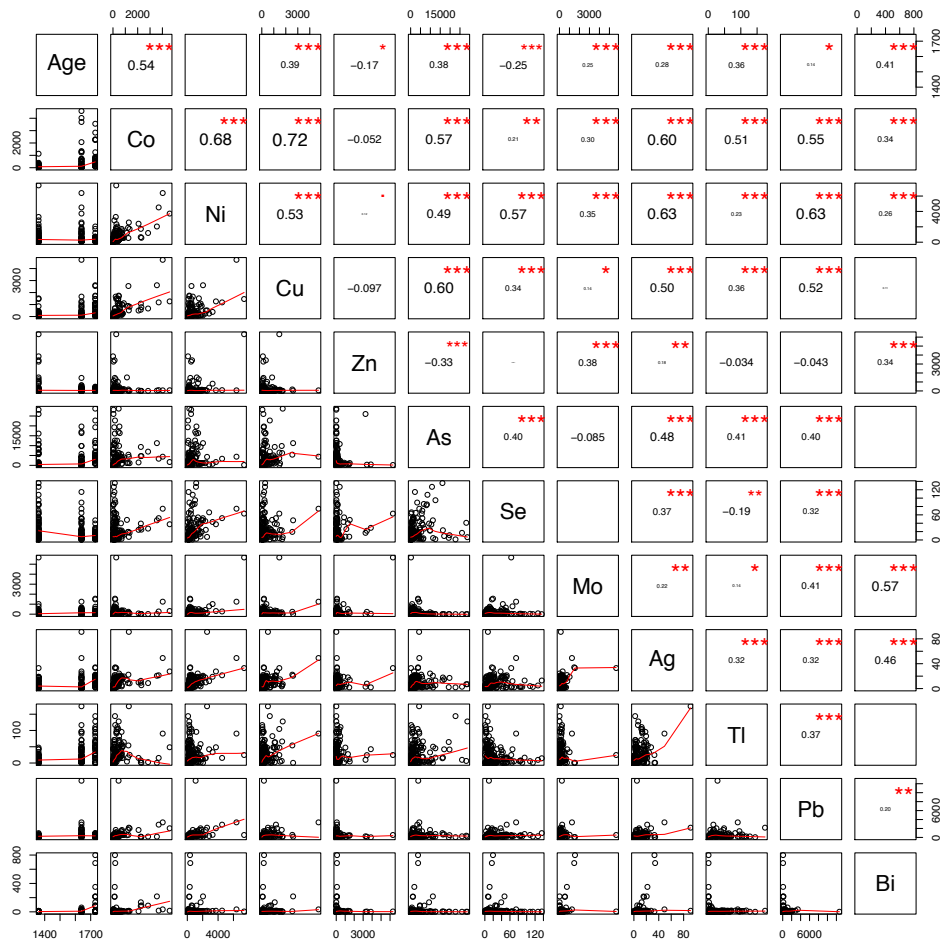 0 2000 0 3000 0 15000 0 3000 0 100 0 400 800
*** *** * *** *** *** *** *** * ***
Age 0.54 0.39 −0.17 0.38 −0.25 0.25 0.28 0.36 0.14 0.41 1400 1700
*** *** *** ** *** *** *** *** ***
0 2000 Co 0.68 0.72 −0.052 0.57 0.21 0.30 0.60 0.51 0.55 0.34
*** . *** *** *** *** *** *** ***
Ni 0.53 0.49 0.57 0.35 0.63 0.23 0.63 0.26 0 4000
*** *** * *** *** ***
0 3000 Cu −0.097 0.60 0.34 0.14 0.50 0.36 0.52
*** *** ** ***
Zn −0.33 0.38 −0.034 −0.043 0.34 0 3000
*** *** *** ***
0 15000 As 0.40 −0.085 0.48 0.41 0.40
*** ** ***
Se 0.37 −0.19 0.32 0 60 120
** * *** ***
0 3000 Mo 0.22 0.14 0.41 0.57
*** *** ***
Ag 0.32 0.32 0.46 0 40 80
***
0 100 Tl 0.37
**
Pb 0.20 0 6000
0 200 400 800 Bi
1400 1700 0 4000 0 3000 0 60 120 0 40 80 0 6000